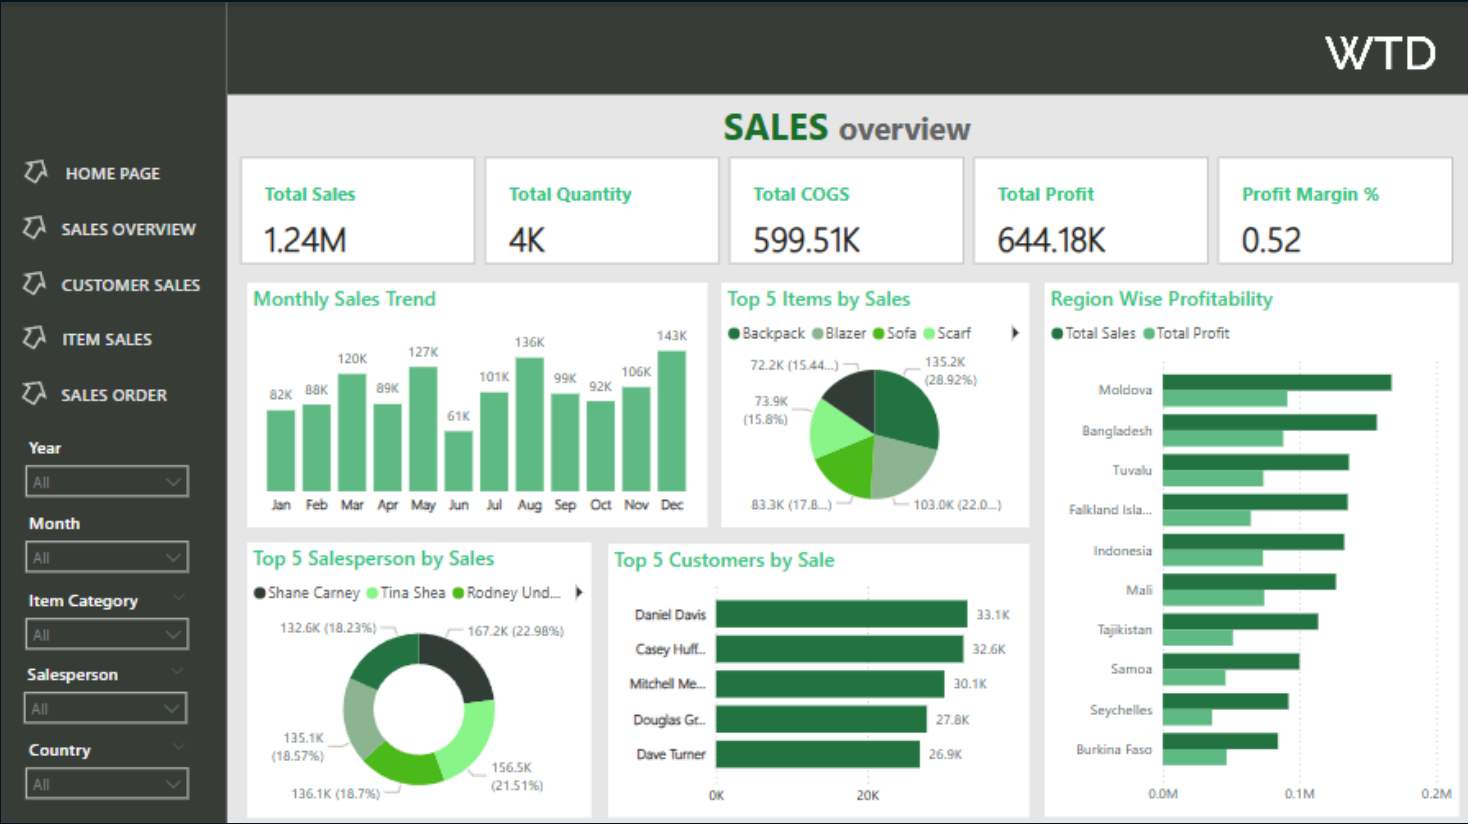 WTD
SALES overview
HOME PAGE
SALES OVERVIEW
CUSTOMER SALES
ITEM SALES
SALES ORDER
Year
All
Month
All
Item Category
All
Salesperson
All
Country
All
Total Sales
1.24M
Total Quantity
4K
Total COGS
599.51K
Total Profit
644.18K
Profit Margin %
0.52
Monthly Sales Trend
82K
88K
120K
89K
127K
61K
101K
136K
99K
92K
106K
143K
Jan Feb Mar Apr May Jun Jul Aug Sep Oct Nov Dec
Top 5 Items by Sales
Backpack Blazer Sofa Scarf
72.2K (15.44...)
135.2K
(28.92%)
73.9K
(15.8%)
83.3K (17.8...)
103.0K (22.0...)
Region Wise Profitability
Total Sales Total Profit
Moldova
Bangladesh
Tuvalu
Falkland Isla...
Indonesia
Mali
Tajikistan
Samoa
Seychelles
Burkina Faso
0.0M 0.1M 0.2M
Top 5 Salesperson by Sales
Shane Carney Tina Shea Rodney Und...
132.6K (18.23%)
167.2K (22.98%)
135.1K
(18.57%)
156.5K
(21.51%)
136.1K (18.7%)
Top 5 Customers by Sale
Daniel Davis 33.1K
Casey Huff... 32.6K
Mitchell Me... 30.1K
Douglas Gr... 27.8K
Dave Turner 26.9K
0K 20K